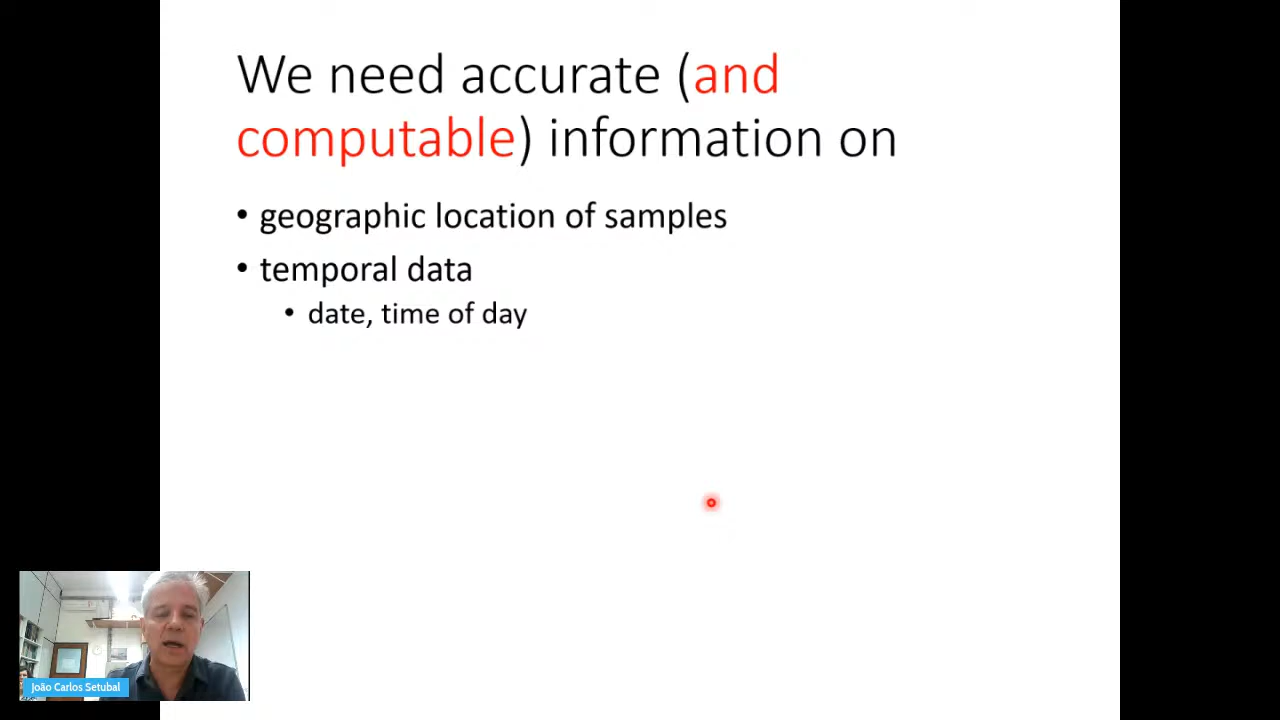 We need accurate (and
computable) information on
• geographic location of samples
• temporal data
• date, time of day
João Carlos Setubal